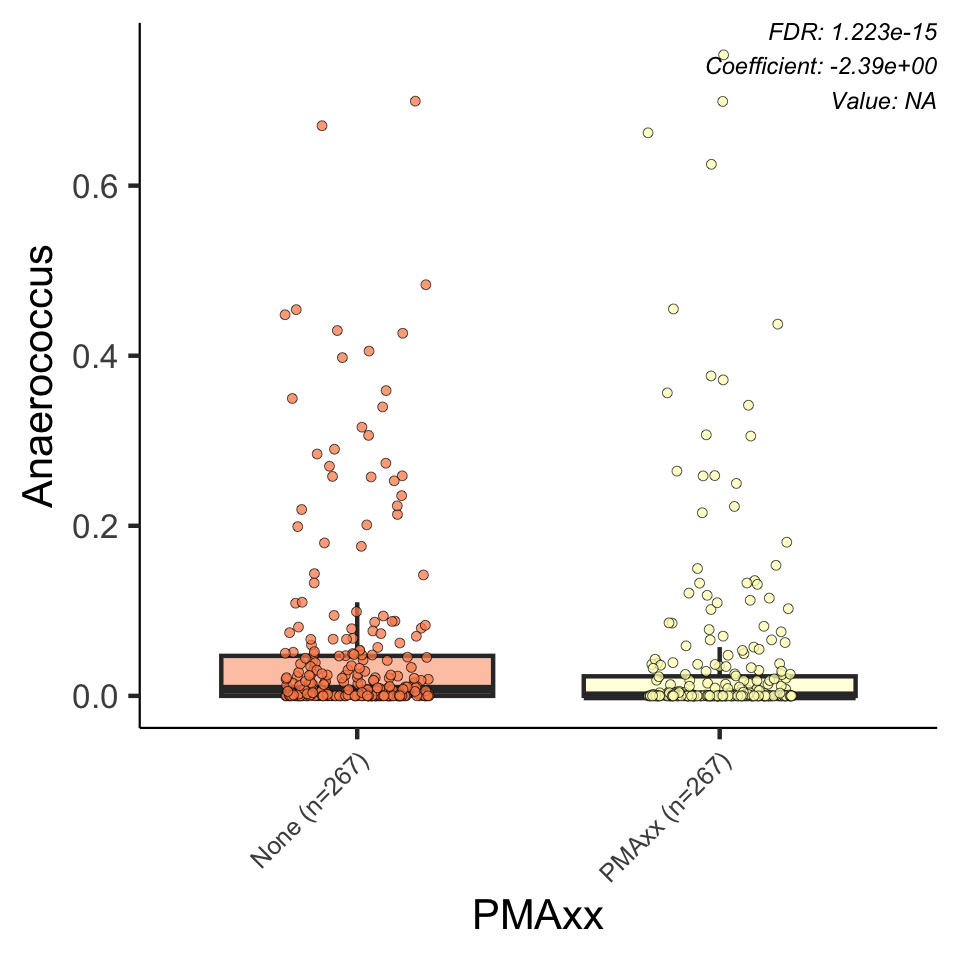 FDR: 1.223e-15
Coefficient: -2.39e+00
Value: NA
Anaerococcus
0.6
0.4
0.2
0.0
None (n=267)
PMAxx (n=267)
PMAxx